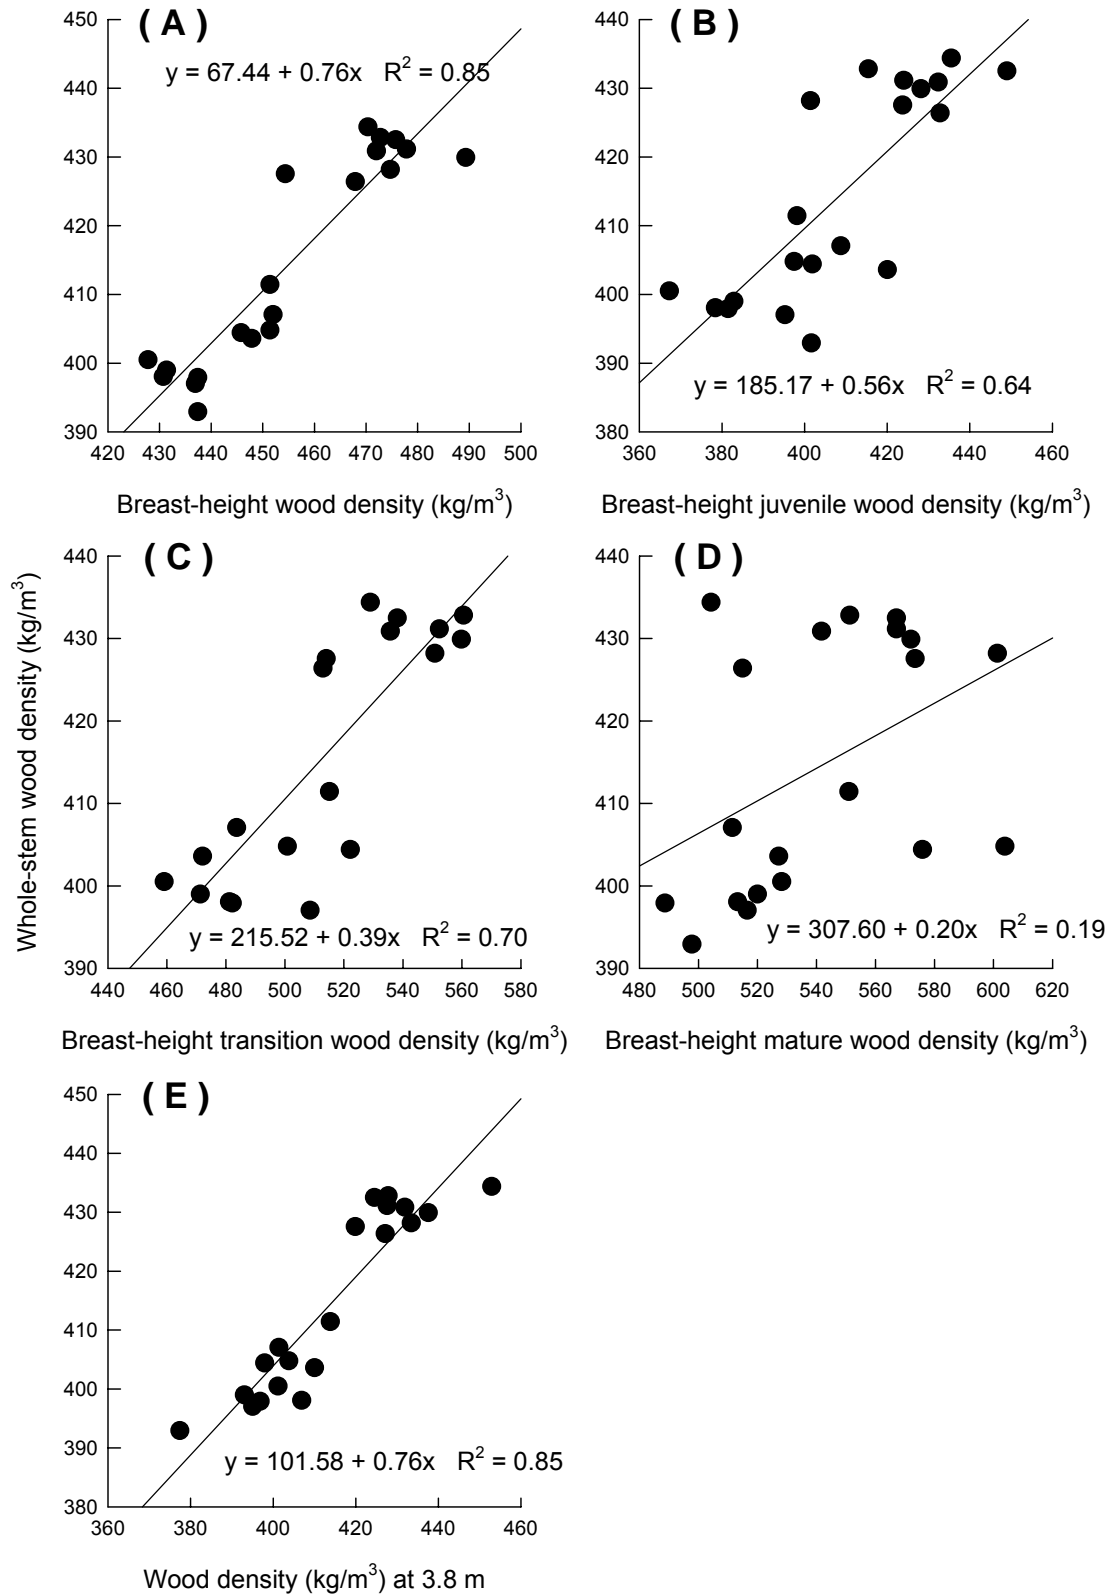 ( A )
y = 67.44 + 0.76x R² = 0.85
450
440
430
420
410
400
390
420 430 440 450 460 470 480 490 500
Breast-height wood density (kg/m³)
( B )
440
430
420
410
400
390
380
y = 185.17 + 0.56x R² = 0.64
360 380 400 420 440 460
Breast-height juvenile wood density (kg/m³)
Whole-stem wood density (kg/m³)
( C )
440
430
420
410
400
390
y = 215.52 + 0.39x R² = 0.70
440 460 480 500 520 540 560 580
Breast-height transition wood density (kg/m³)
( D )
440
430
420
410
400
390
y = 307.60 + 0.20x R² = 0.19
480 500 520 540 560 580 600 620
Breast-height mature wood density (kg/m³)
( E )
450
440
430
420
410
400
390
380
y = 101.58 + 0.76x R² = 0.85
360 380 400 420 440 460
Wood density (kg/m³) at 3.8 m